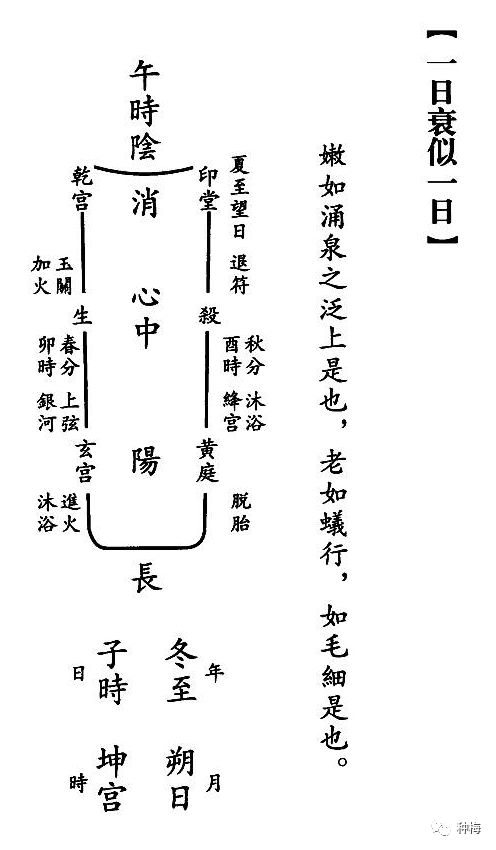 【一日衰似一日】
嫩如涌泉之泛上是也，老如蟻行，如毛細是也。
午時陰
消
心中
陽
長
夏至望日
退符
印堂
殺
秋分
酉時
沐浴
絳宮
黃庭
脱胎
乾宮
玉關
加火
生
春分
卯時
上弦
銀河
玄宮
進火
沐浴
冬至
年
朔日
月
子時
日
坤宮
時
种梅